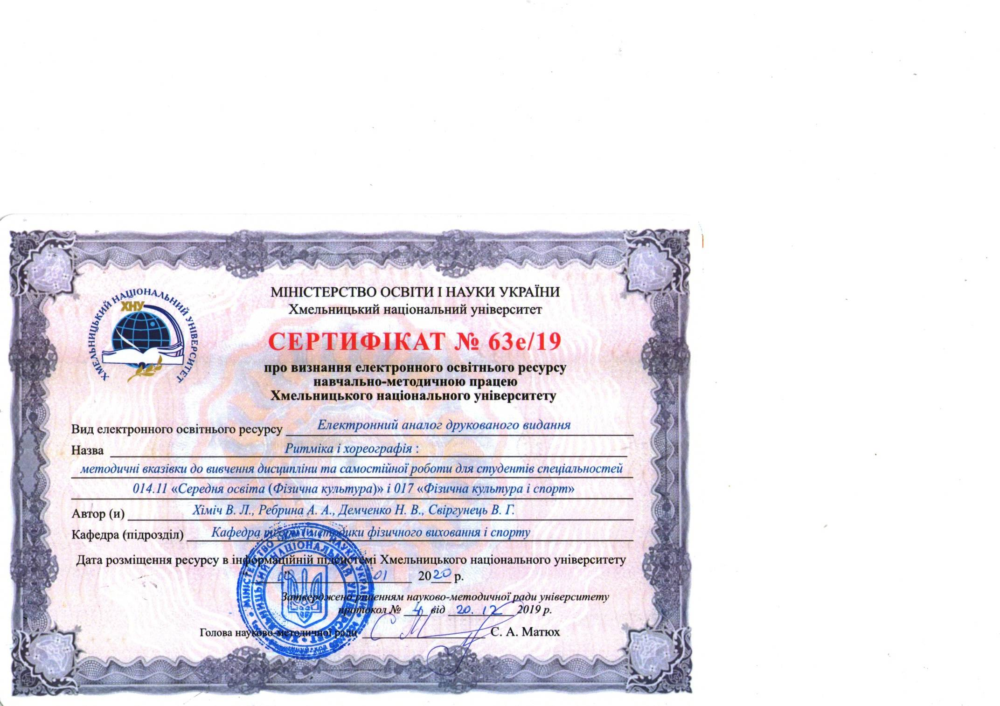 ХМЕЛЬНИЦЬКИЙ НАЦІОНАЛЬНИЙ УНІВЕРСИТЕТ
ХНУ
МІНІСТЕРСТВО ОСВІТИ І НАУКИ УКРАЇНИ
Хмельницький національний університет
СЕРТИФІКАТ № 63е/19
про визнання електронного освітнього ресурсу
навчально-методичною працею
Хмельницького національного університету
Вид електронного освітнього ресурсу Електронний аналог друкованого видання
Назва Ритміка і хореографія :
методичні вказівки до вивчення дисципліни та самостійної роботи для студентів спеціальностей
014.11 «Середня освіта (Фізична культура)» і 017 «Фізична культура і спорт»
Автор (и) Хіміч В. Л., Ребрина А. А., Демченко Н. В., Свіргунець В. Г.
Кафедра (підрозділ) Кафедра теорії і методики фізичного виховання і спорту
Дата розміщення ресурсу в інформаційній підсистемі Хмельницького національного університету
“ ” 01 2020 р.
Затверджено рішенням науково-методичної ради університету
протокол № 4 від 20.12 2019 р.
Голова науково-методичної ради С. А. Матюх